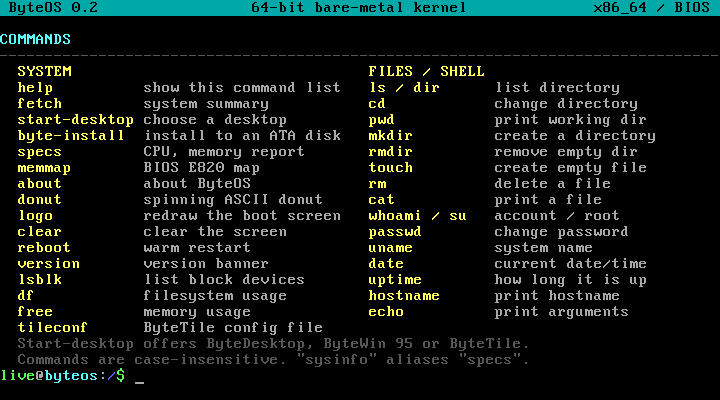 ByteOS 0.2 64-bit bare-metal kernel x86_64 / BIOS
COMMANDS
SYSTEM FILES / SHELL
help show this command list ls / dir list directory
fetch system summary cd change directory
start-desktop choose a desktop pwd print working dir
byte-install install to an ATA disk mkdir create a directory
specs CPU, memory report rmdir remove empty dir
memmap BIOS E820 map touch create empty file
about about ByteOS rm delete a file
donut spinning ASCII donut cat print a file
logo redraw the boot screen whoami / su account / root
clear clear the screen passwd change password
reboot warm restart uname system name
version version banner date current date/time
lsblk list block devices uptime how long it is up
df filesystem usage hostname print hostname
free memory usage echo print arguments
tileconf ByteTile config file
Start-desktop offers ByteDesktop, ByteWin 95 or ByteTile.
Commands are case-insensitive. "sysinfo" aliases "specs".
live@byteos:/$ _